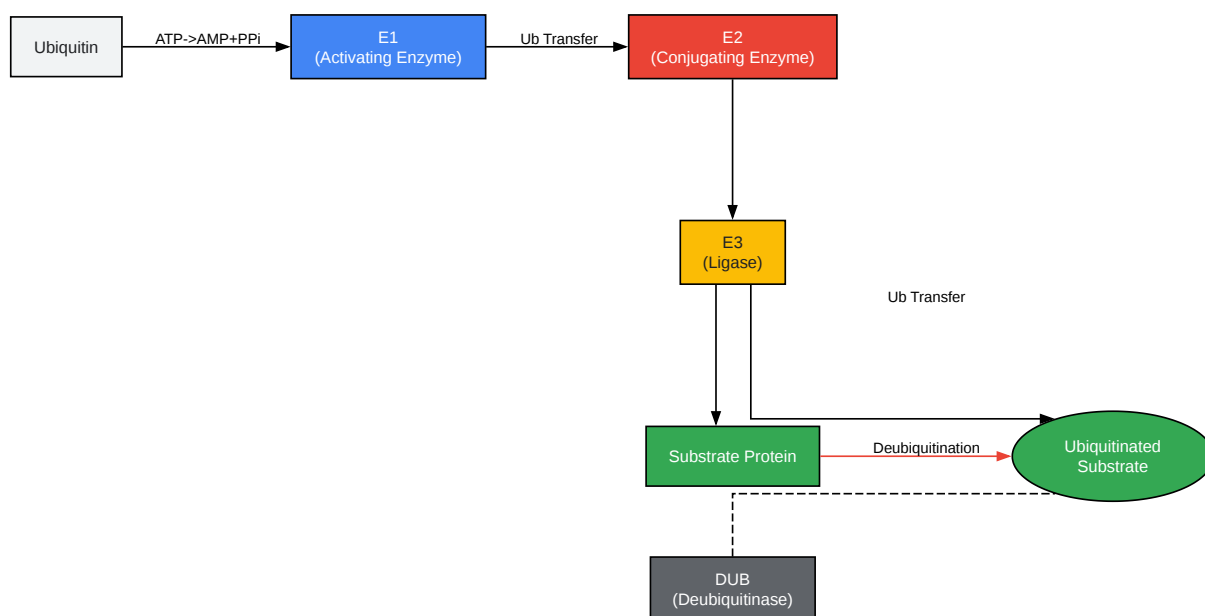 Ubiquitin
ATP->AMP+PPi
E1
(Activating Enzyme)
Ub Transfer
E2
(Conjugating Enzyme)
E3
(Ligase)
Ub Transfer
Substrate Protein
Deubiquitination
Ubiquitinated
Substrate
DUB
(Deubiquitinase)